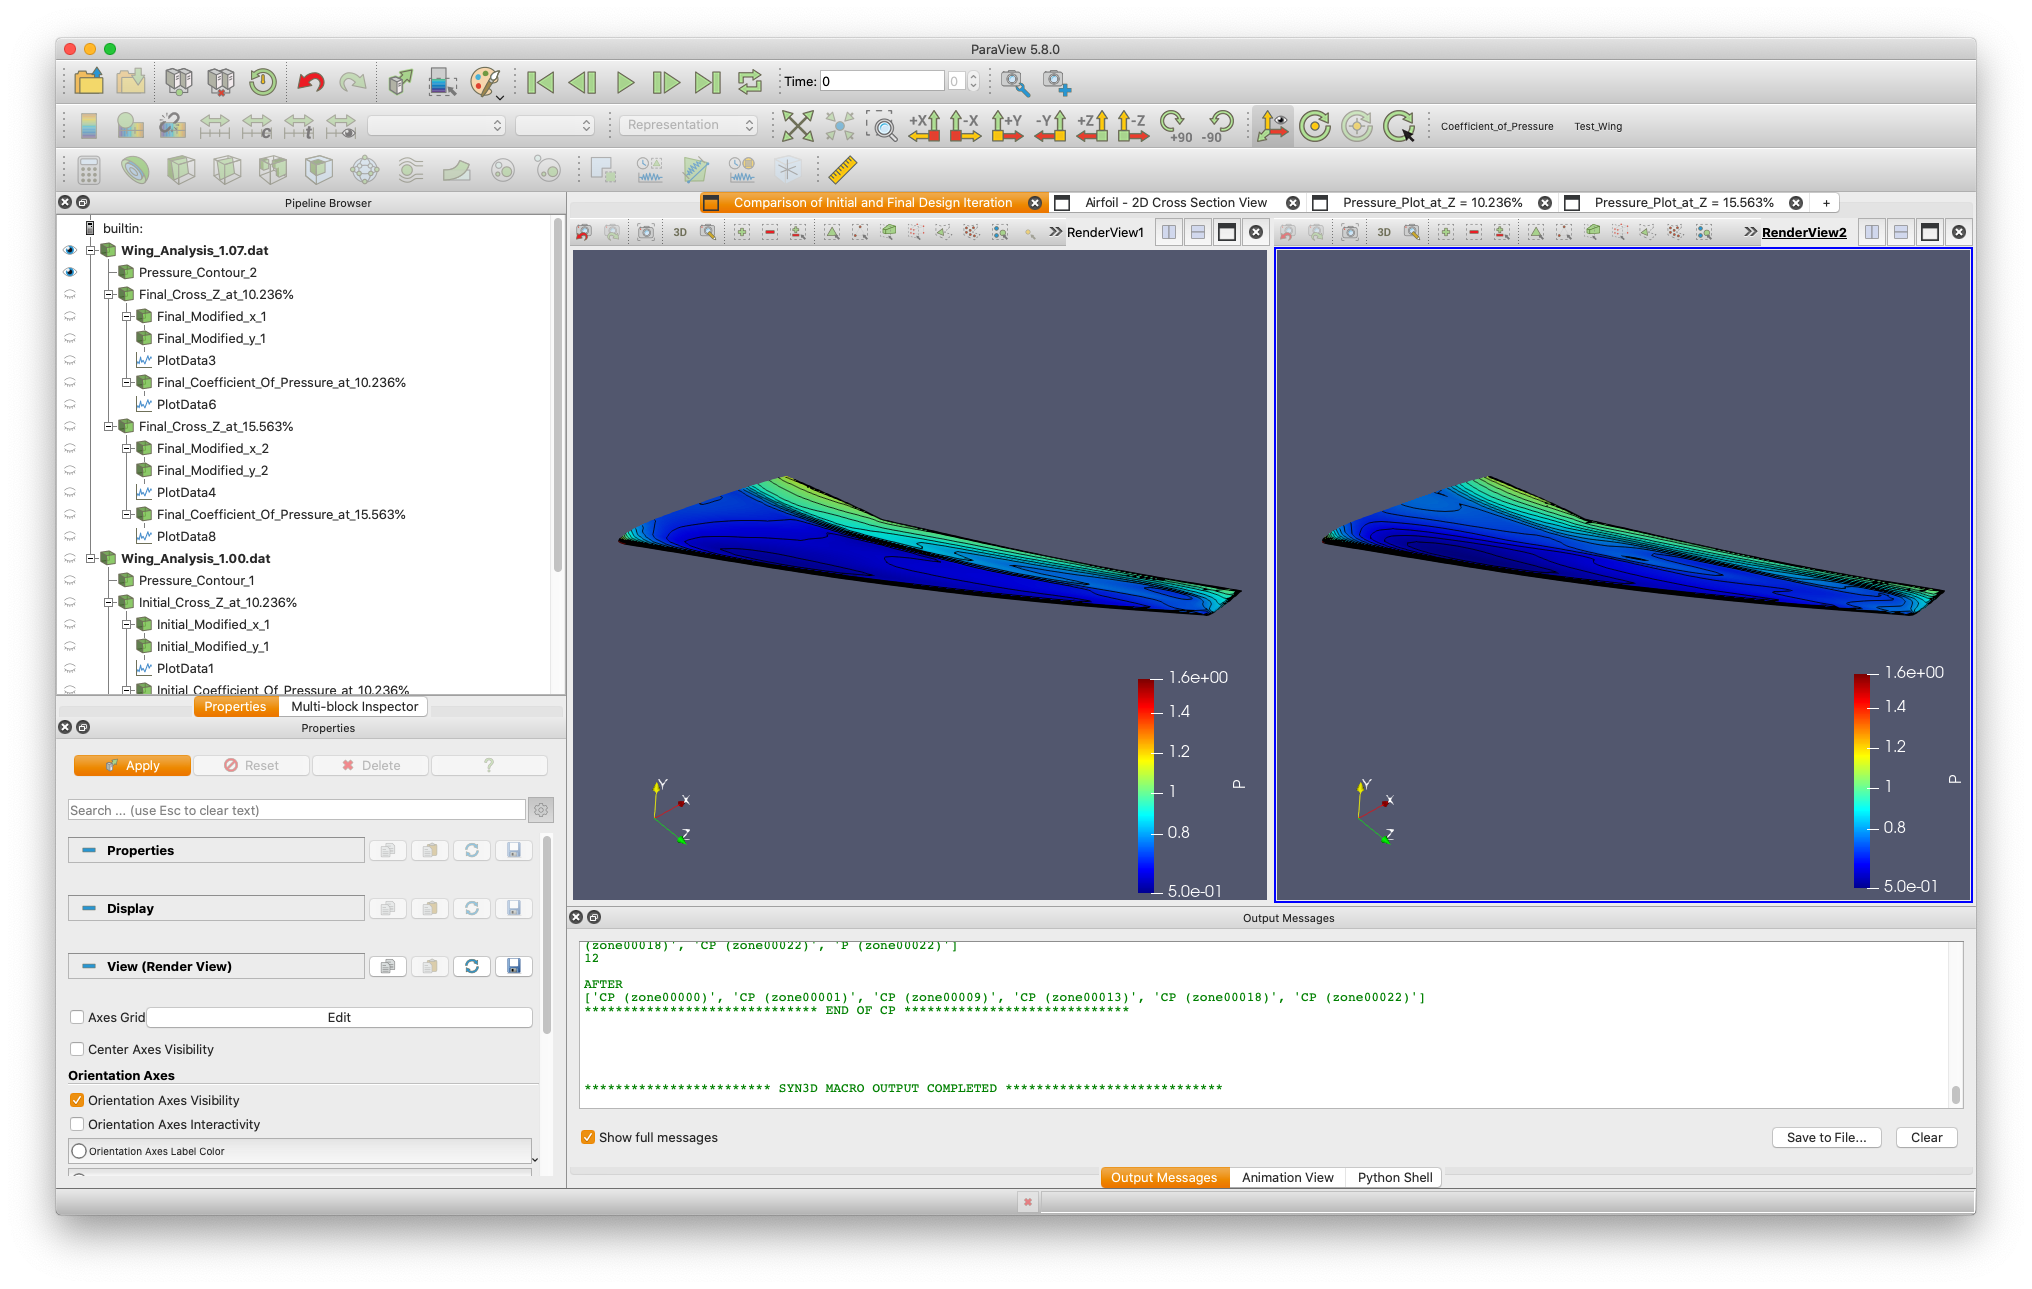 ParaView 5.8.0
Time: 0
0
Representation
+X
-X
+Y
-Y
+Z
-Z
+90
-90
Coefficient_of_Pressure
Test_Wing
Pipeline Browser
builtin:
Wing_Analysis_1.07.dat
Pressure_Contour_2
Final_Cross_Z_at_10.236%
Final_Modified_x_1
Final_Modified_y_1
PlotData3
Final_Coefficient_Of_Pressure_at_10.236%
PlotData6
Final_Cross_Z_at_15.563%
Final_Modified_x_2
Final_Modified_y_2
PlotData4
Final_Coefficient_Of_Pressure_at_15.563%
PlotData8
Wing_Analysis_1.00.dat
Pressure_Contour_1
Initial_Cross_Z_at_10.236%
Initial_Modified_x_1
Initial_Modified_y_1
PlotData1
Initial_Coefficient_Of_Pressure_at_10.236%
Properties
Multi-block Inspector
Properties
Apply
Reset
Delete
?
Search ... (use Esc to clear text)
Properties
Display
View (Render View)
Axes Grid
Edit
Center Axes Visibility
Orientation Axes
Orientation Axes Visibility
Orientation Axes Interactivity
Orientation Axes Label Color
Comparison of Initial and Final Design Iteration
Airfoil - 2D Cross Section View
Pressure_Plot_at_Z = 10.236%
Pressure_Plot_at_Z = 15.563%
+
3D
RenderView1
3D
RenderView2
Y
X
Z
1.6e+00
1.4
1.2
1
0.8
5.0e-01
P
Y
X
Z
1.6e+00
1.4
1.2
1
0.8
5.0e-01
P
Output Messages
(zone00018)', 'CP (zone00022)', 'P (zone00022)']
12
AFTER
['CP (zone00000)', 'CP (zone00001)', 'CP (zone00009)', 'CP (zone00013)', 'CP (zone00018)', 'CP (zone00022)']
****************************** END OF CP *****************************
************************ SYN3D MACRO OUTPUT COMPLETED ****************************
Show full messages
Save to File...
Clear
Output Messages
Animation View
Python Shell